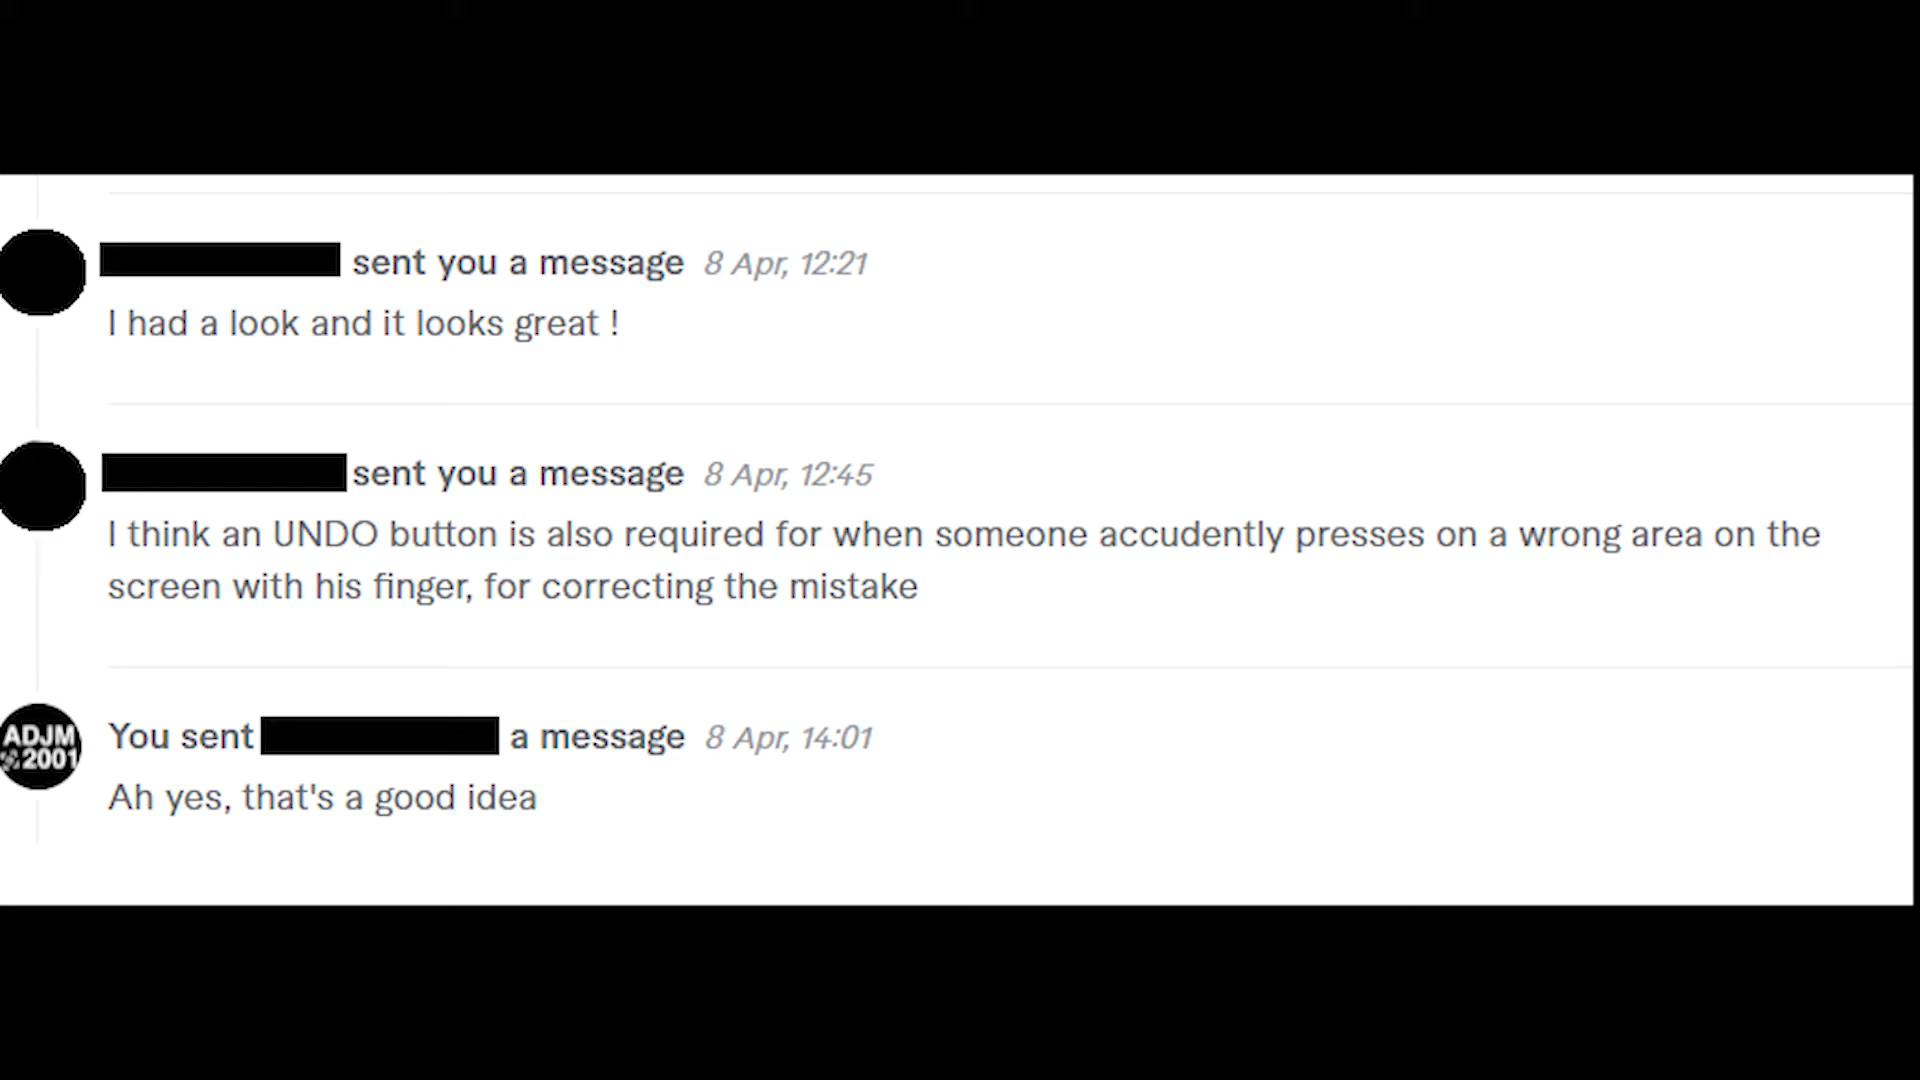 sent you a message 8 Apr, 12:21
I had a look and it looks great !
sent you a message 8 Apr, 12:45
I think an UNDO button is also required for when someone accudently presses on a wrong area on the
screen with his finger, for correcting the mistake
ADJM
2001
You sent a message 8 Apr, 14:01
Ah yes, that's a good idea